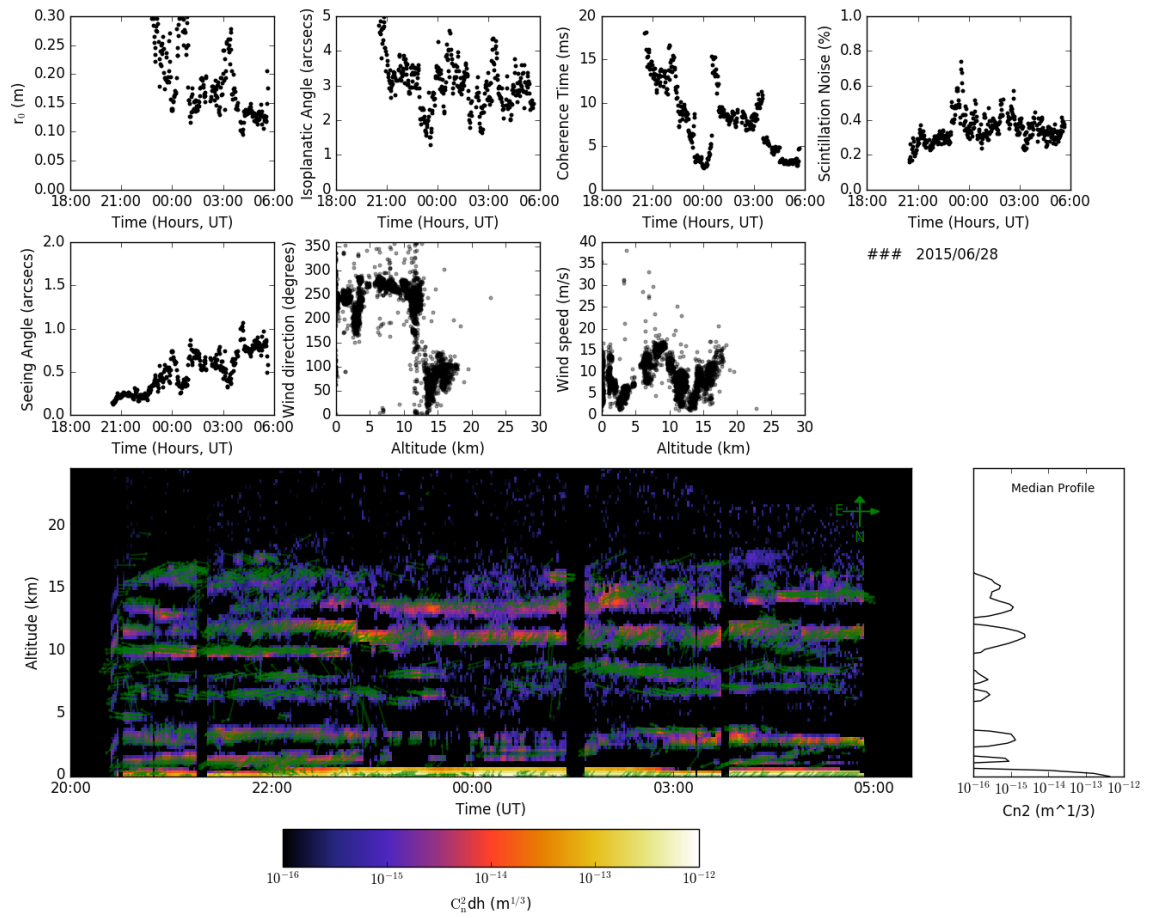 0.30
0.25
0.20
0.15
0.10
0.05
0.00
r0 (m)
18:00 21:00 00:00 03:00 06:00
Time (Hours, UT)
5
4
3
2
1
0
Isoplanatic Angle (arcsecs)
18:00 21:00 00:00 03:00 06:00
Time (Hours, UT)
20
15
10
5
0
Coherence Time (ms)
18:00 21:00 00:00 03:00 06:00
Time (Hours, UT)
1.0
0.8
0.6
0.4
0.2
0.0
Scintillation Noise (%)
18:00 21:00 00:00 03:00 06:00
Time (Hours, UT)
2.0
1.5
1.0
0.5
0.0
Seeing Angle (arcsecs)
18:00 21:00 00:00 03:00 06:00
Time (Hours, UT)
350
300
250
200
150
100
50
0
Wind direction (degrees)
0 5 10 15 20 25 30
Altitude (km)
40
35
30
25
20
15
10
5
0
Wind speed (m/s)
0 5 10 15 20 25 30
Altitude (km)
### 2015/06/28
20
15
10
5
0
Altitude (km)
E
N
20:00 22:00 00:00 03:00 05:00
Time (UT)
Median Profile
10^-16 10^-15 10^-14 10^-13 10^-12
Cn2 (m^1/3)
10^-16 10^-15 10^-14 10^-13 10^-12
C_n^2dh (m^1/3)